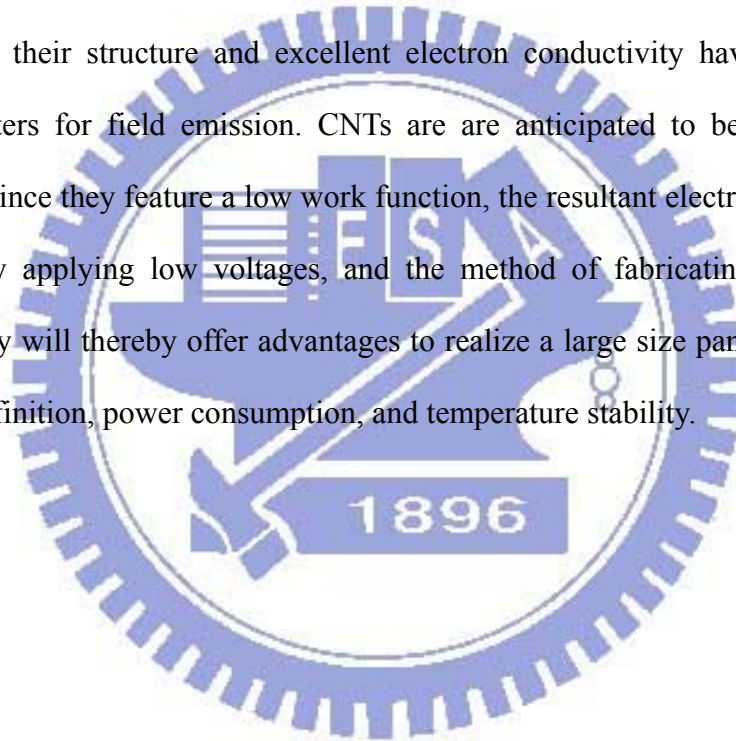 their structure and excellent electron conductivity hav
ters for field emission. CNTs are are anticipated to be
ince they feature a low work function, the resultant electr
y applying low voltages, and the method of fabricatin
y will thereby offer advantages to realize a large size pan
finition, power consumption, and temperature stability.
E S A
1896